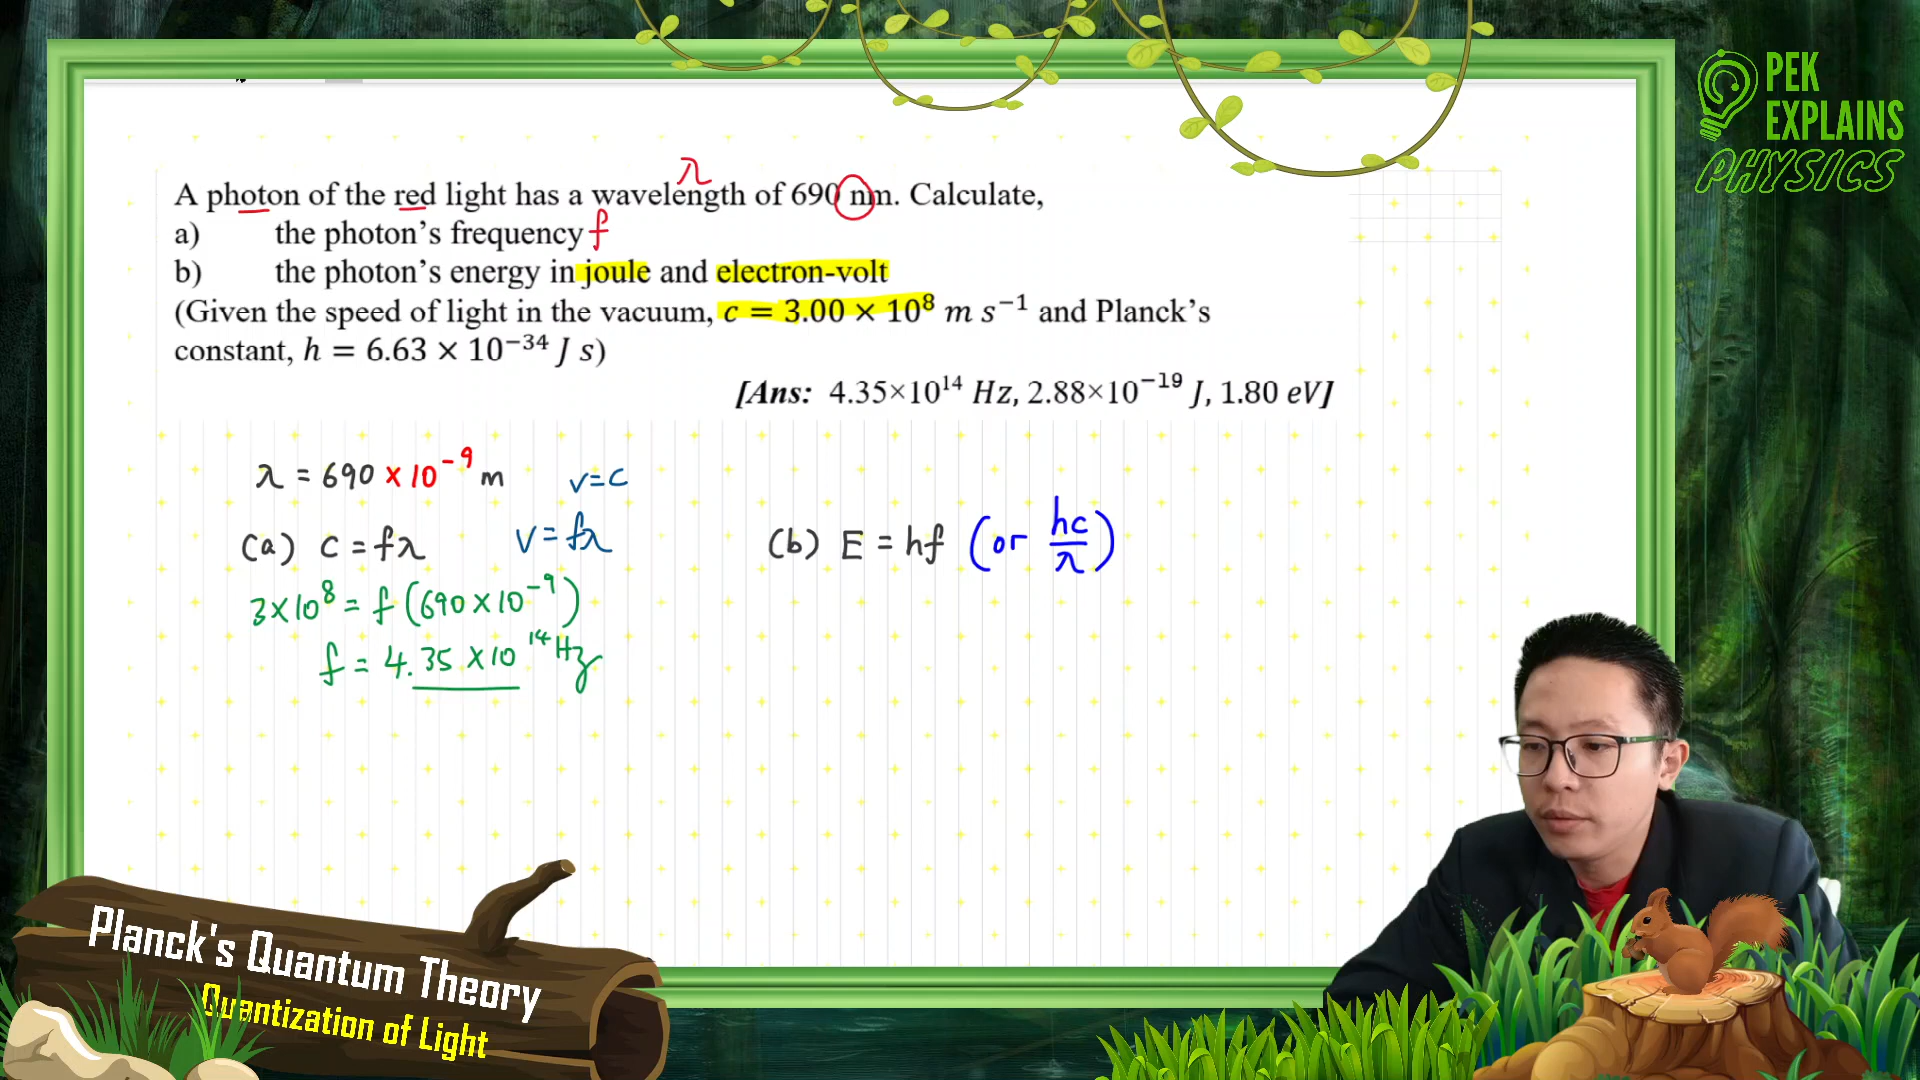 PEK
EXPLAINS
PHYSICS
λ
A photon of the red light has a wavelength of 690 nm. Calculate,
a) the photon's frequency f
b) the photon's energy in joule and electron-volt
(Given the speed of light in the vacuum, c = 3.00 × 10⁸ m s⁻¹ and Planck's
constant, h = 6.63 × 10⁻³⁴ J s)
[Ans: 4.35×10¹⁴ Hz, 2.88×10⁻¹⁹ J, 1.80 eV]
λ = 690 × 10⁻⁹ m
v = c
(a) c = fλ
v = fλ
3×10⁸ = f (690×10⁻⁹)
f = 4.35 ×10¹⁴ Hz
(b) E = hf (or hc/λ)
Planck's Quantum Theory
Quantization of Light